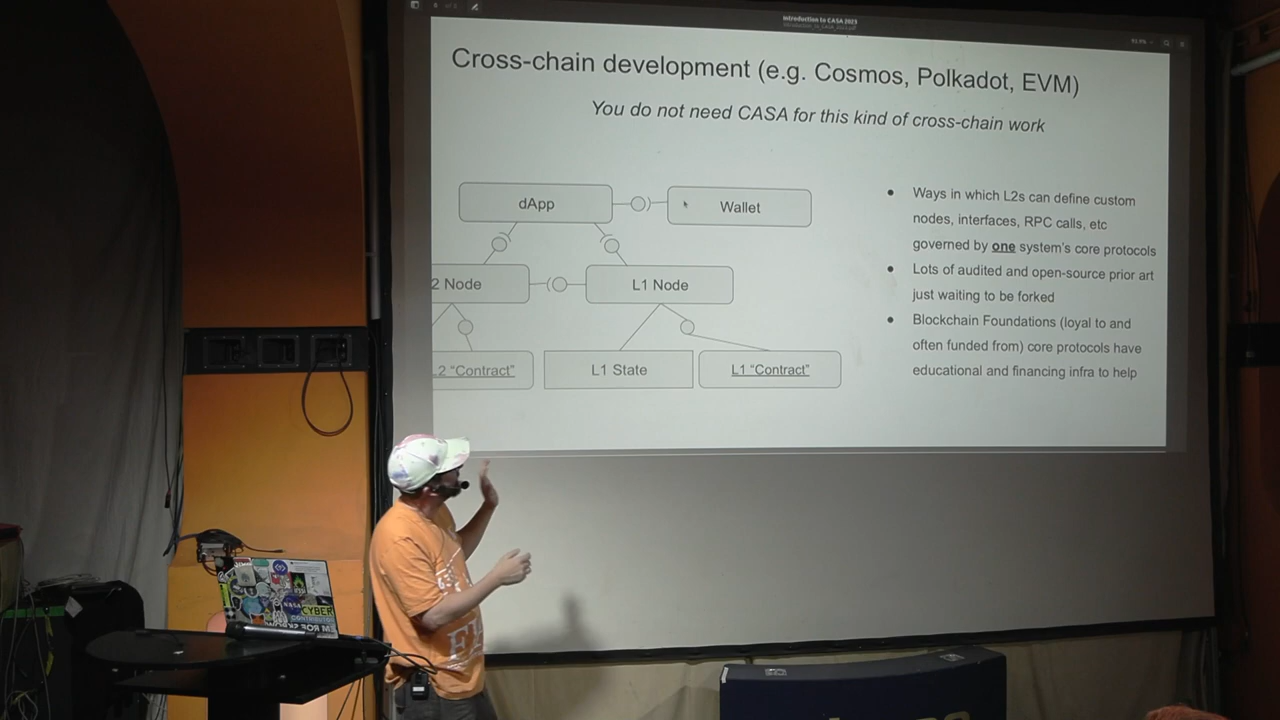 Introduction to CASA 2023
Cross-chain development (e.g. Cosmos, Polkadot, EVM)
You do not need CASA for this kind of cross-chain work
dApp
Wallet
2 Node
L1 Node
.2 “Contract”
L1 State
L1 “Contract”
● Ways in which L2s can define custom
nodes, interfaces, RPC calls, etc
governed by one system's core protocols
● Lots of audited and open-source prior art
just waiting to be forked
● Blockchain Foundations (loyal to and
often funded from) core protocols have
educational and financing infra to help
CYBER